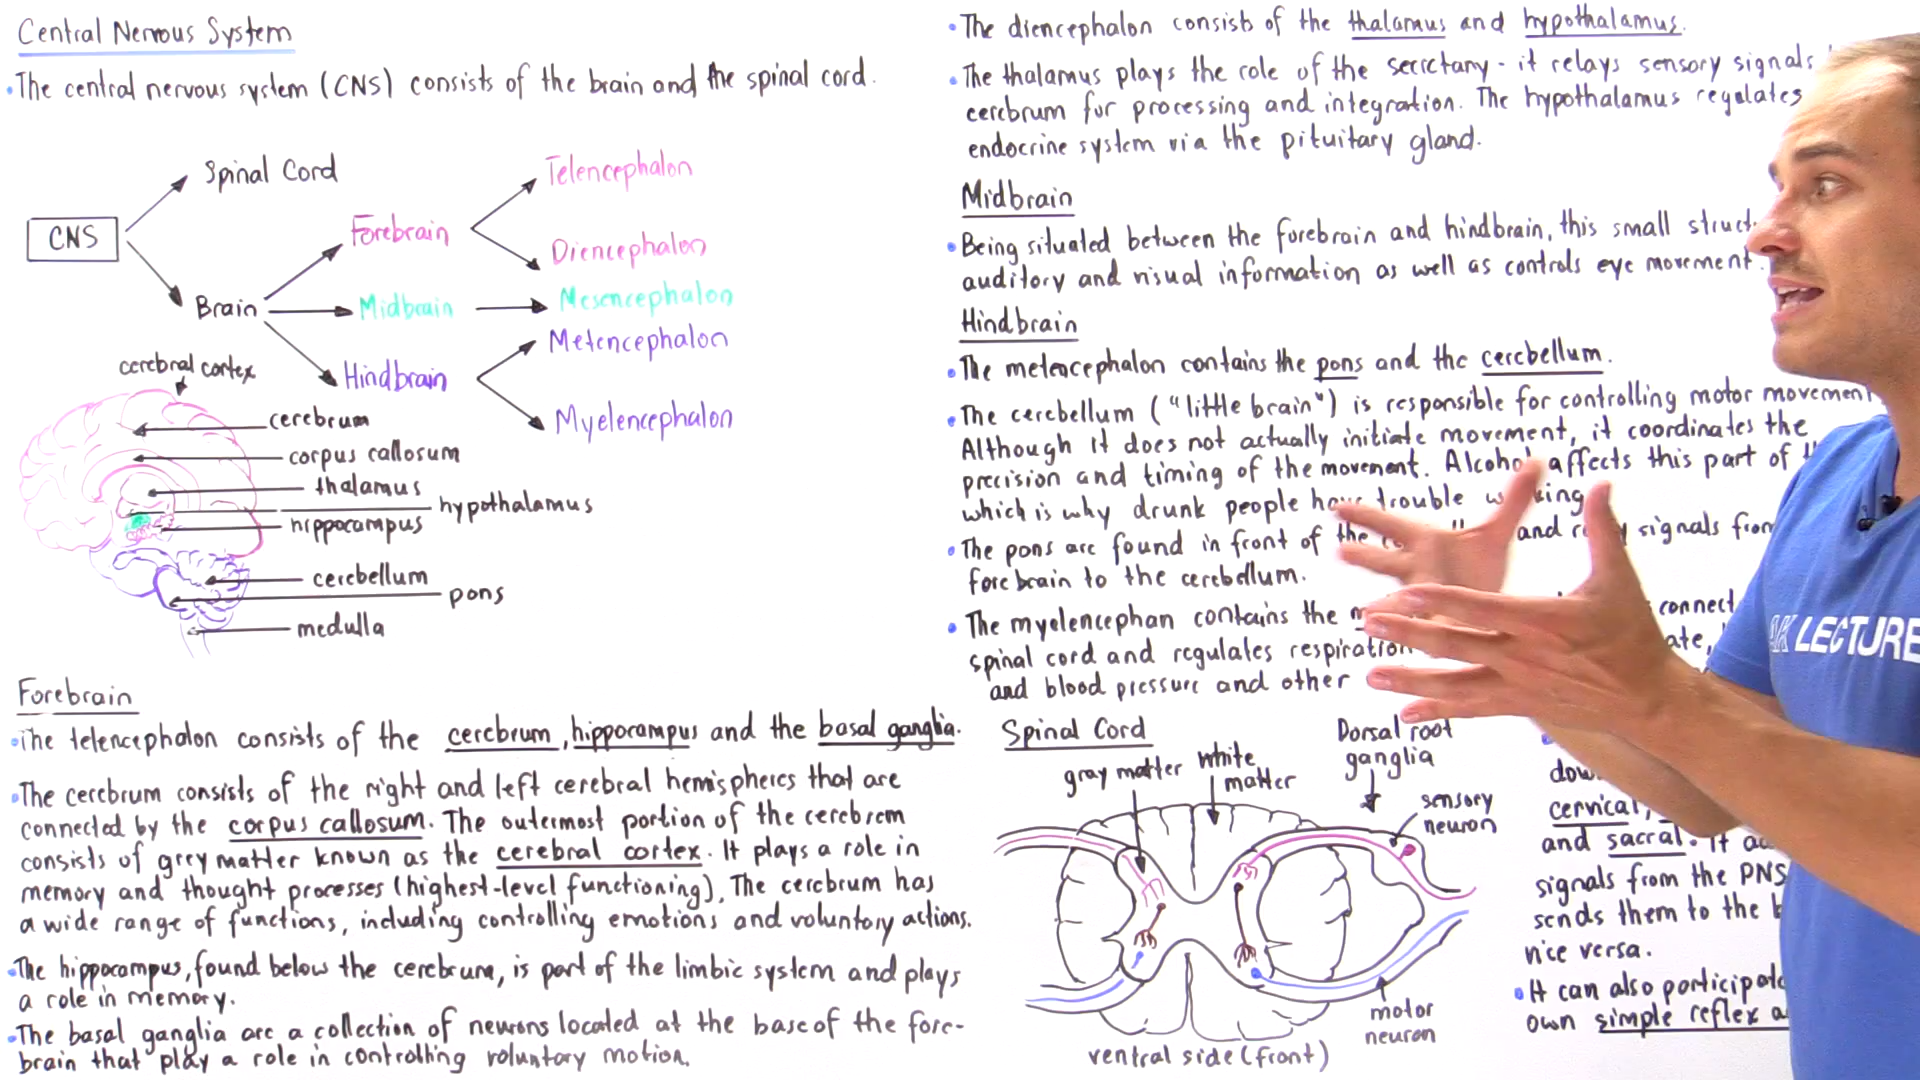 Central Nervous System
• The central nervous system (CNS) consists of the brain and the spinal cord.
Spinal Cord
CNS
Brain
Forebrain
Midbrain
Hindbrain
Telencephalon
Diencephalon
Mesencephalon
Metencephalon
Myelencephalon
cerebral cortex
cerebrum
corpus callosum
thalamus
hypothalamus
hippocampus
cerebellum
pons
medulla
Forebrain
• The telencephalon consists of the cerebrum, hippocampus and the basal ganglia.
• The cerebrum consists of the right and left cerebral hemispheres that are
connected by the corpus callosum. The outermost portion of the cerebrem
consists of grey matter known as the cerebral cortex. It plays a role in
memory and thought processes (highest-level functioning). The cerebrum has
a wide range of functions, including controlling emotions and voluntory actions.
• The hippocampus, found below the cerebrum, is part of the limbic system and plays
a role in memory.
• The basal ganglia are a collection of neurons located at the base of the fore-
brain that play a role in controlling voluntary motion.
• The diencephalon consists of the thalamus and hypothalamus.
• The thalamus plays the role of the secretary - it relays sensory signals
cerebrum for processing and integration. The hypothalamus regulates
endocrine system via the pituitary gland.
Midbrain
• Being situated between the forebrain and hindbrain, this small struct
auditory and visual information as well as controls eye movement.
Hindbrain
• The metencephalon contains the pons and the cerebellum.
• The cerebellum ("little brain") is responsible for controlling motor movement
Although it does not actually initiate movement, it coordinates the
precision and timing of the movement. Alcohol affects this part of
which is why drunk people have trouble
• The pons are found in front of the and signals from
forebrain to the cerebellum.
• The myelencephan contains the connect
spinal cord and regulates respiration
and blood pressure and other
Spinal Cord
gray matter
white
matter
Dorsal root
ganglia
sensory
neuron
motor
neuron
ventral side (front)
cervical,
and sacral. It
signals from the PNS
sends them to the
vice versa.
• It can also participate
own simple reflex
AK LECTURE